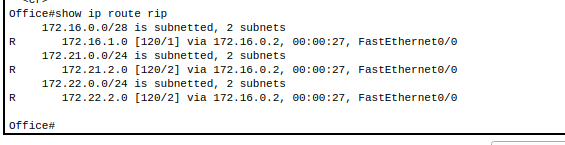 Office#show ip route rip
172.16.0.0/28 is subnetted, 2 subnets
R 172.16.1.0 [120/1] via 172.16.0.2, 00:00:27, FastEthernet0/0
172.21.0.0/24 is subnetted, 2 subnets
R 172.21.2.0 [120/2] via 172.16.0.2, 00:00:27, FastEthernet0/0
172.22.0.0/24 is subnetted, 2 subnets
R 172.22.2.0 [120/2] via 172.16.0.2, 00:00:27, FastEthernet0/0
Office#